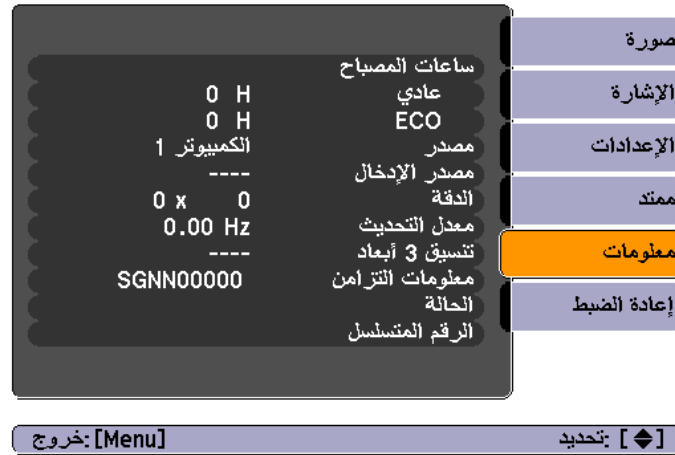 صورة
الإشارة
الإعدادات
ممتد
معلومات
إعادة الضبط
ساعات المصباح
عادي 0 H
ECO 0 H
مصدر الكمبيوتر 1
مصدر الإدخال ----
الدقة 0 x 0
معدل التحديث 0.00 Hz
تنسيق 3 أبعاد ----
معلومات التزامن SGNN00000
الحالة
الرقم المتسلسل
[ ] :تحديد [Menu] :خروج